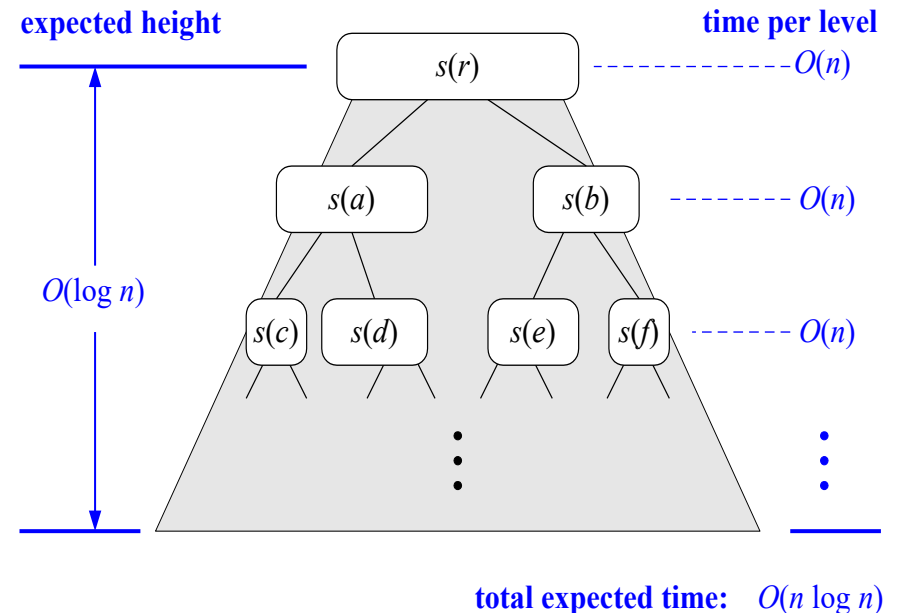 expected height
time per level
s(r)
O(n)
s(a)
s(b)
O(n)
O(log n)
s(c)
s(d)
s(e)
s(f)
O(n)
total expected time: O(n log n)